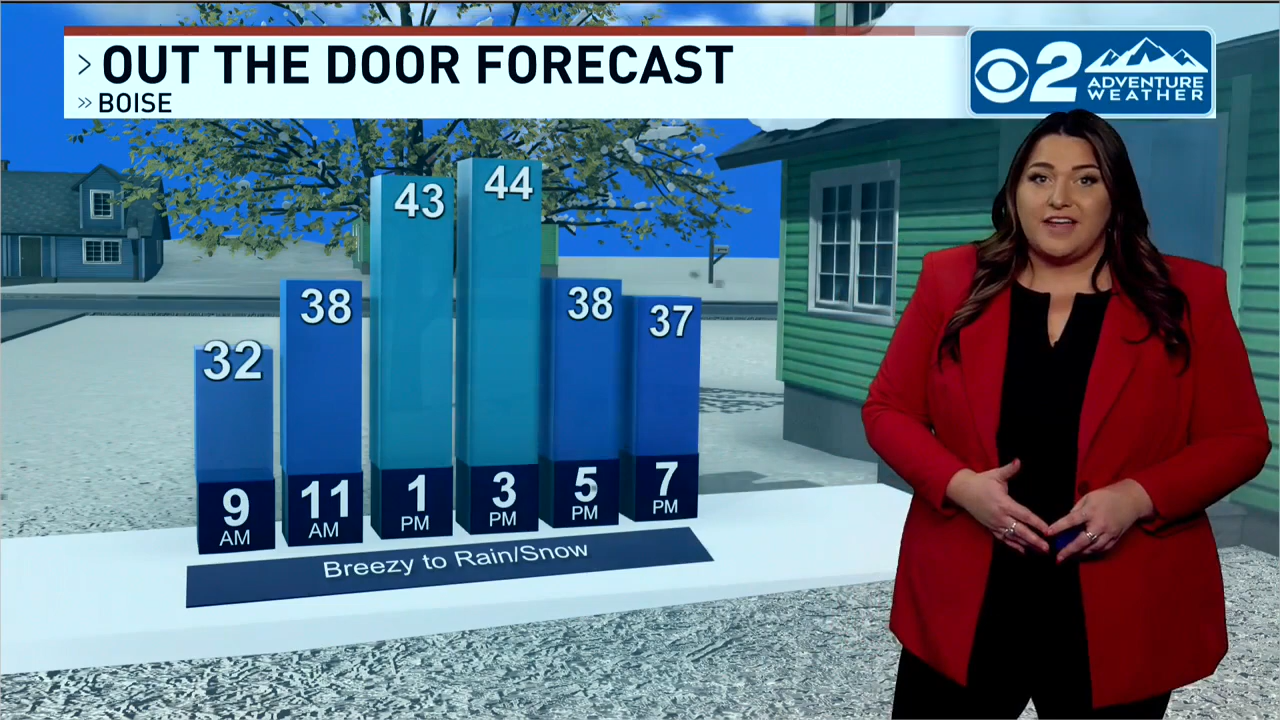 > OUT THE DOOR FORECAST
» BOISE
2 ADVENTURE WEATHER
32
38
43
44
38
37
9 AM
11 AM
1 PM
3 PM
5 PM
7 PM
Breezy to Rain/Snow